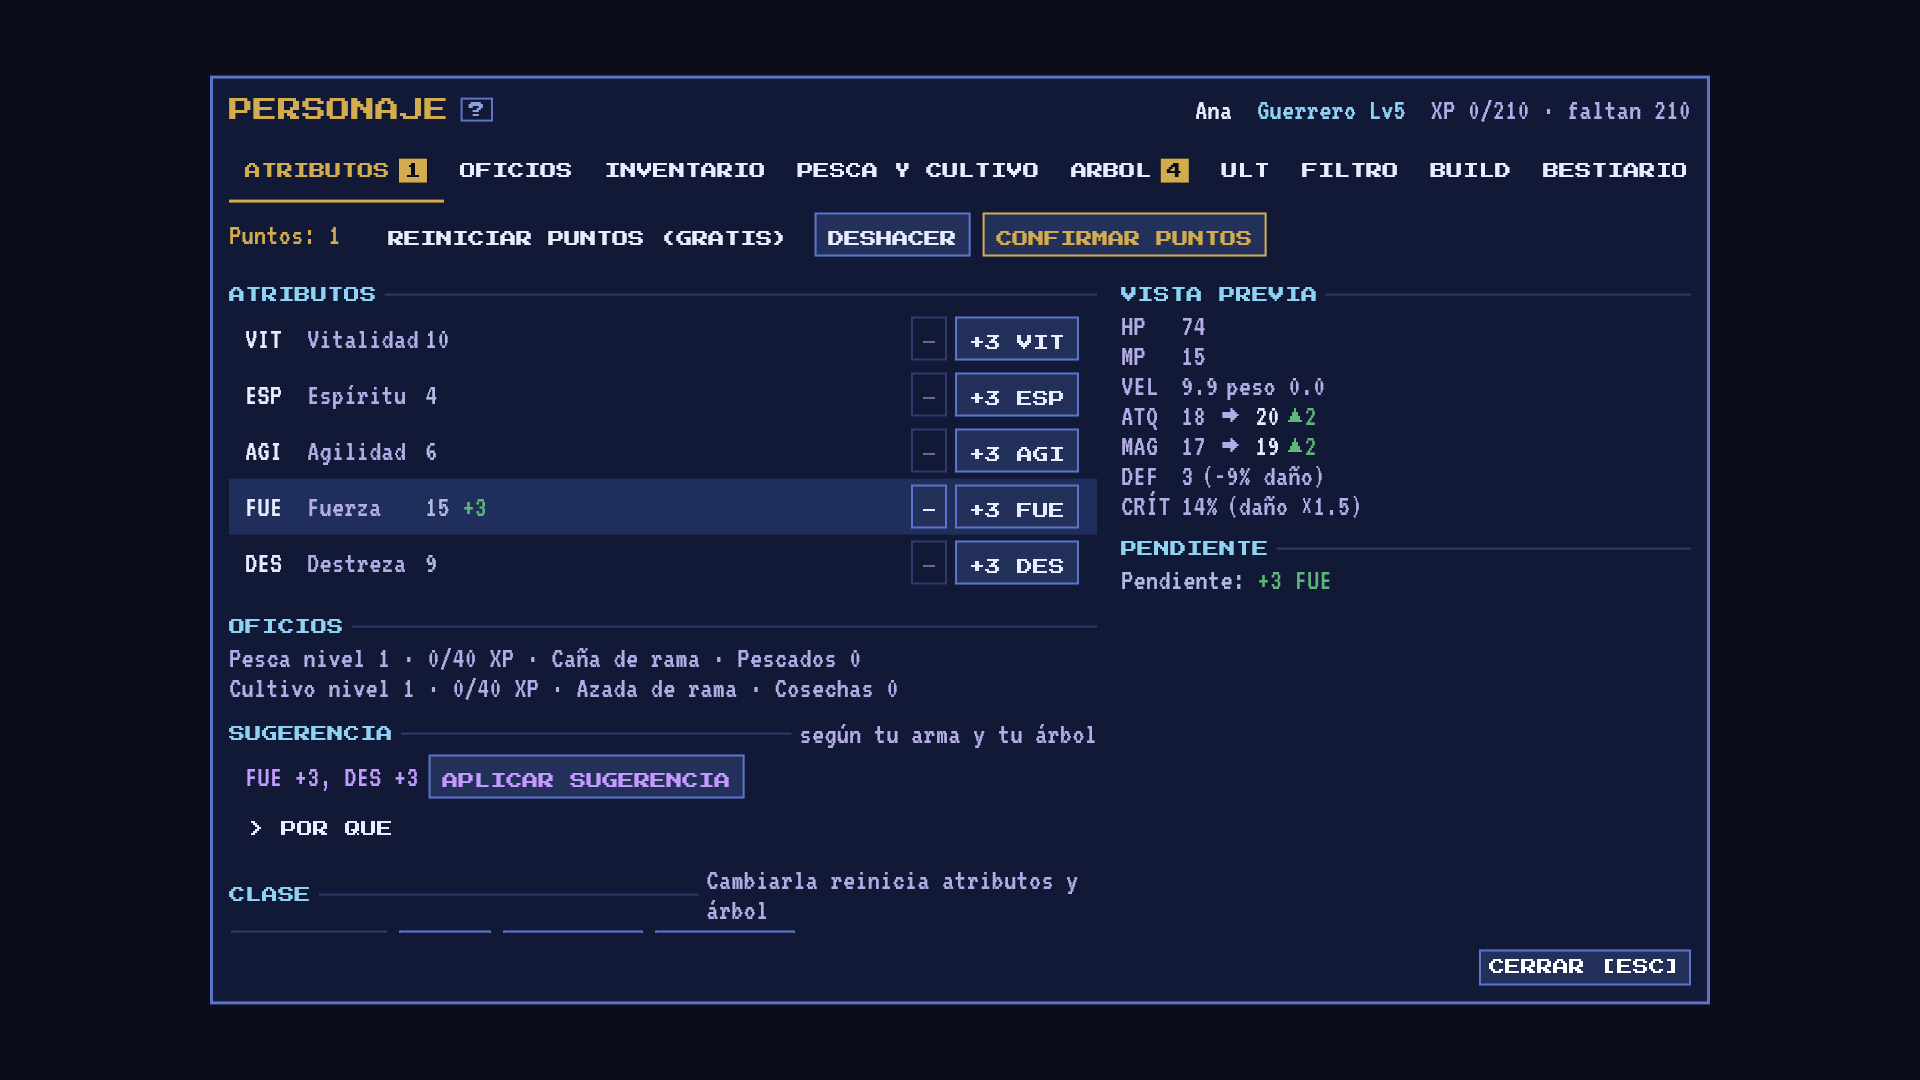 PERSONAJE ?
Ana Guerrero Lv5 XP 0/210 · faltan 210
ATRIBUTOS 1 OFICIOS INVENTARIO PESCA Y CULTIVO ARBOL 4 ULT FILTRO BUILD BESTIARIO
Puntos: 1 REINICIAR PUNTOS (GRATIS) DESHACER CONFIRMAR PUNTOS
ATRIBUTOS
VIT Vitalidad 10 – +3 VIT
ESP Espíritu 4 – +3 ESP
AGI Agilidad 6 – +3 AGI
FUE Fuerza 15 +3 – +3 FUE
DES Destreza 9 – +3 DES
OFICIOS
Pesca nivel 1 · 0/40 XP · Caña de rama · Pescados 0
Cultivo nivel 1 · 0/40 XP · Azada de rama · Cosechas 0
SUGERENCIA según tu arma y tu árbol
FUE +3, DES +3 APLICAR SUGERENCIA
> POR QUE
CLASE Cambiarla reinicia atributos y
árbol
VISTA PREVIA
HP 74
MP 15
VEL 9.9 peso 0.0
ATQ 18 → 20 ▲2
MAG 17 → 19 ▲2
DEF 3 (-9% daño)
CRÍT 14% (daño x1.5)
PENDIENTE
Pendiente: +3 FUE
CERRAR [ESC]